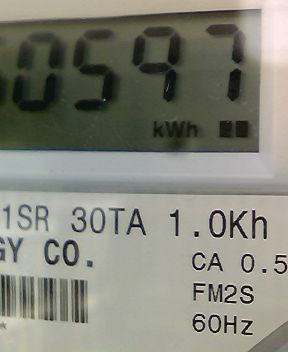 0597
kWh
1SR 30TA 1.0Kh
GY CO.
CA 0.5
FM2S
60Hz